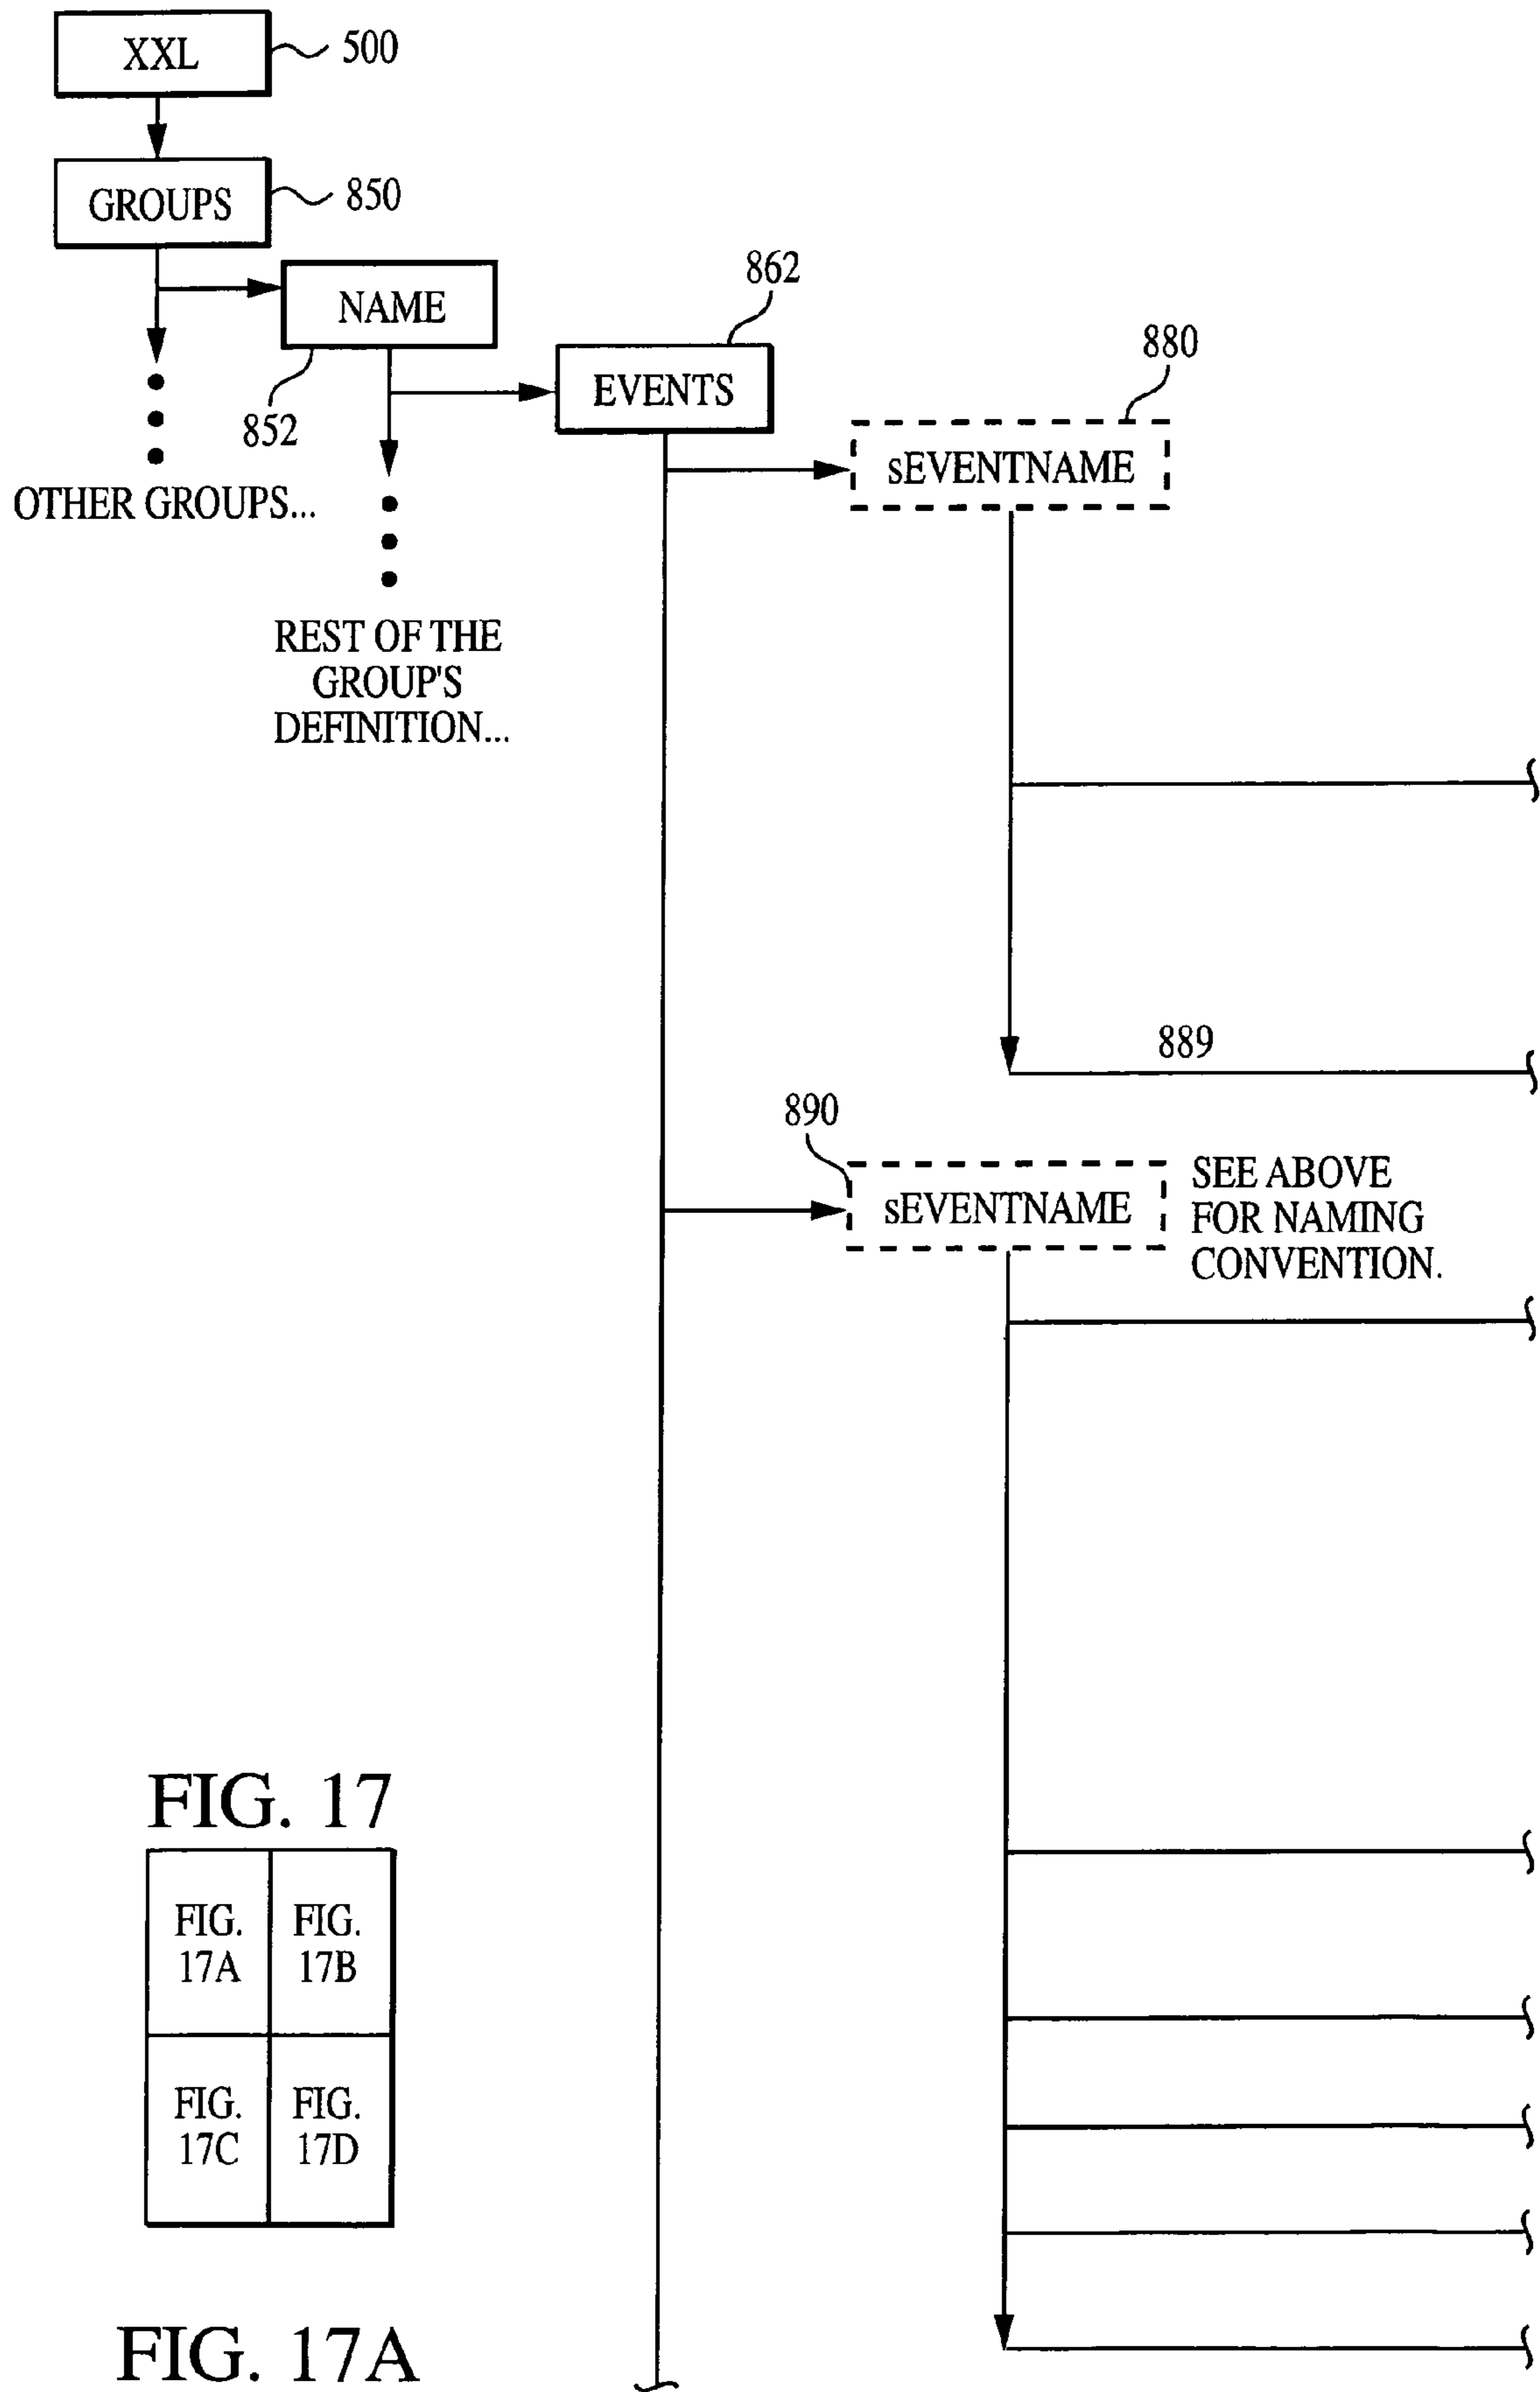 XXL
500
GROUPS
850
NAME
852
862
EVENTS
880
sEVENTNAME
OTHER GROUPS...
REST OF THE
GROUP'S
DEFINITION...
889
890
sEVENTNAME
SEE ABOVE
FOR NAMING
CONVENTION.
FIG. 17
FIG.
17A
FIG.
17B
FIG.
17C
FIG.
17D
FIG. 17A